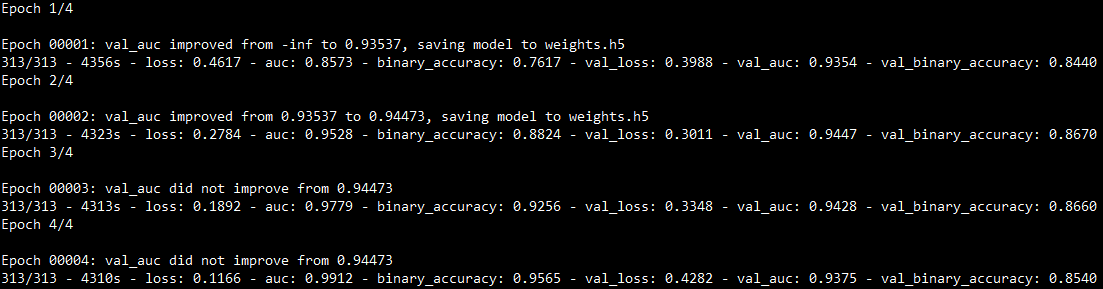 Epoch 1/4
Epoch 00001: val_auc improved from -inf to 0.93537, saving model to weights.h5
313/313 - 4356s - loss: 0.4617 - auc: 0.8573 - binary_accuracy: 0.7617 - val_loss: 0.3988 - val_auc: 0.9354 - val_binary_accuracy: 0.8440
Epoch 2/4
Epoch 00002: val_auc improved from 0.93537 to 0.94473, saving model to weights.h5
313/313 - 4323s - loss: 0.2784 - auc: 0.9528 - binary_accuracy: 0.8824 - val_loss: 0.3011 - val_auc: 0.9447 - val_binary_accuracy: 0.8670
Epoch 3/4
Epoch 00003: val_auc did not improve from 0.94473
313/313 - 4313s - loss: 0.1892 - auc: 0.9779 - binary_accuracy: 0.9256 - val_loss: 0.3348 - val_auc: 0.9428 - val_binary_accuracy: 0.8660
Epoch 4/4
Epoch 00004: val_auc did not improve from 0.94473
313/313 - 4310s - loss: 0.1166 - auc: 0.9912 - binary_accuracy: 0.9565 - val_loss: 0.4282 - val_auc: 0.9375 - val_binary_accuracy: 0.8540